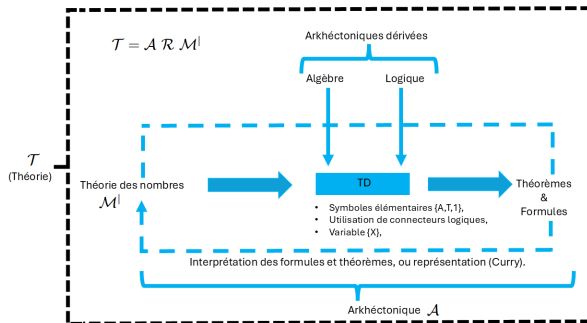 𝒯 = 𝒜 ℛ ℳ|
Arkhéctoniques dérivées
Algèbre
Logique
𝒯
(Théorie)
Théorie des nombres
ℳ|
TD
Théorèmes
&
Formules
• Symboles élémentaires {A,T,1},
• Utilisation de connecteurs logiques,
• Variable {X},
Interprétation des formules et théorèmes, ou représentation (Curry).
Arkhéctonique 𝒜